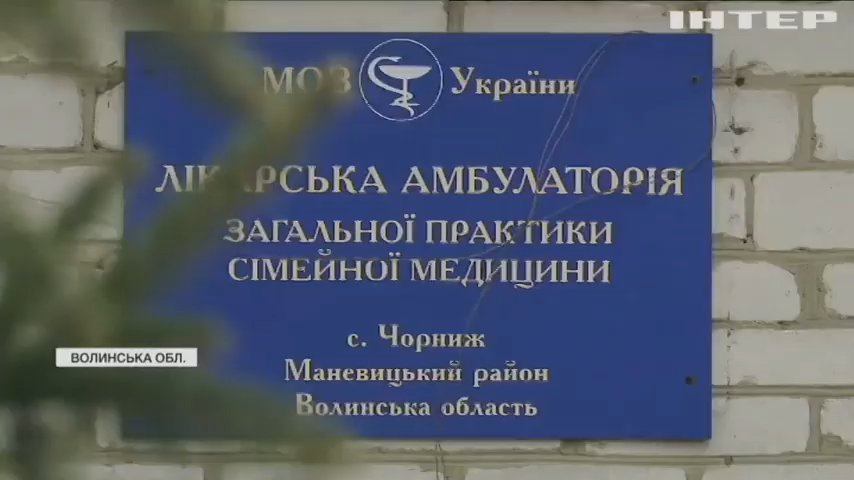 ІНТЕР
МОЗ України
ЛІКАРСЬКА АМБУЛАТОРІЯ
ЗАГАЛЬНОЇ ПРАКТИКИ
СІМЕЙНОЇ МЕДИЦИНИ
с. Чорниж
ВОЛИНСЬКА ОБЛ.
Маневицький район
Волинська область